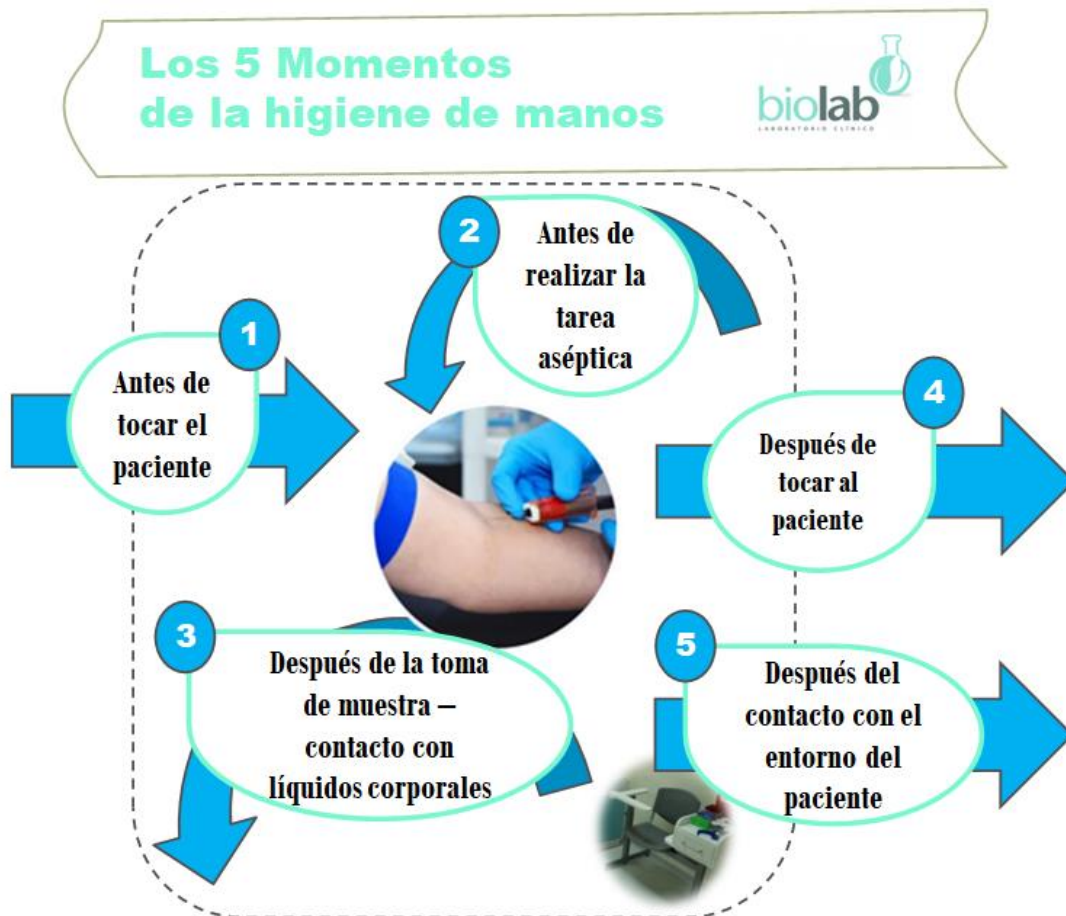 Los 5 Momentos
de la higiene de manos
biolab
LABORATORIO CLÍNICO
1
Antes de
tocar el
paciente
2
Antes de
realizar la
tarea
aséptica
3
Después de la toma
de muestra –
contacto con
líquidos corporales
4
Después de
tocar al
paciente
5
Después del
contacto con el
entorno del
paciente